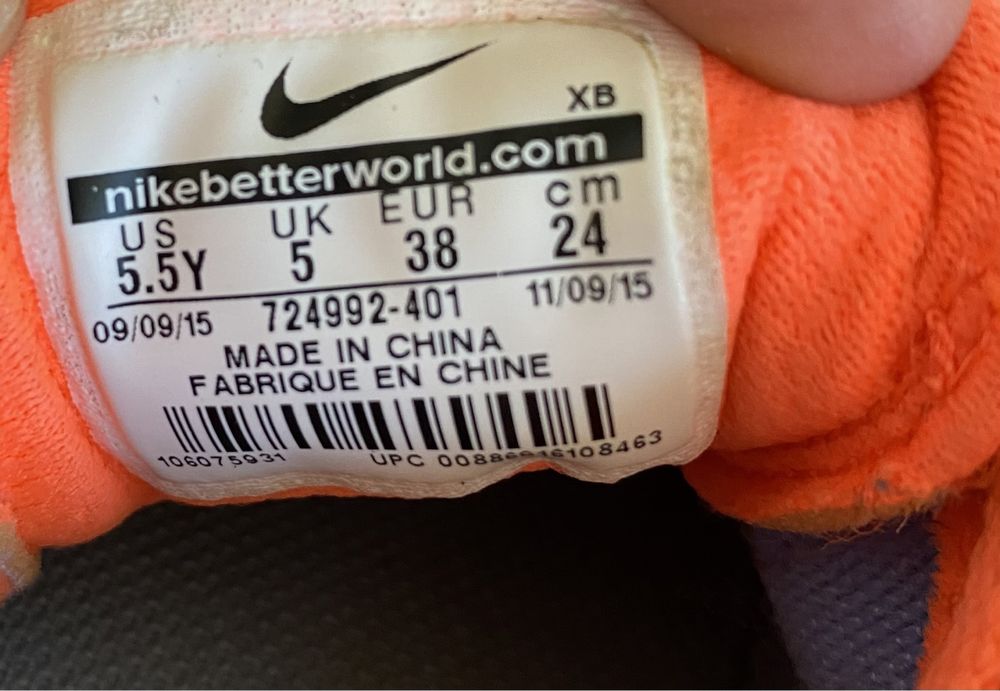 XB
nikebetterworld.com
US UK EUR cm
5.5Y 5 38 24
09/09/15 724992-401 11/09/15
MADE IN CHINA
FABRIQUE EN CHINE
106075931 UPC